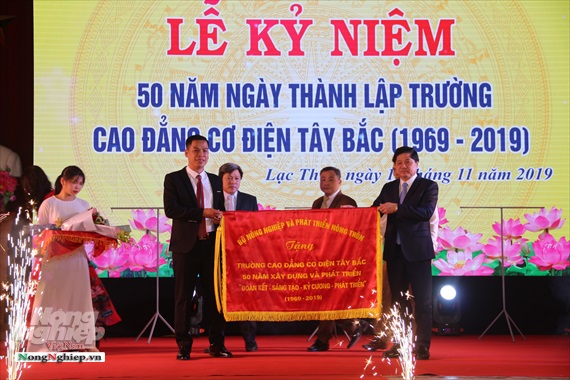 LỄ KỶ NIỆM
50 NĂM NGÀY THÀNH LẬP TRƯỜNG
CAO ĐẲNG CƠ ĐIỆN TÂY BẮC (1969 - 2019)
Lạc Th ngày 1 háng 11 năm 2019
BỘ NÔNG NGHIỆP VÀ PHÁT TRIỂN NÔNG THÔN
Tặng
TRƯỜNG CAO ĐẲNG CƠ ĐIỆN TÂY BẮC
50 NĂM XÂY DỰNG VÀ PHÁT TRIỂN
"ĐOÀN KẾT - SÁNG TẠO - KỶ CƯƠNG - PHÁT TRIỂN"
(1969 - 2019)
Nông nghiệp
NongNghiep.vn